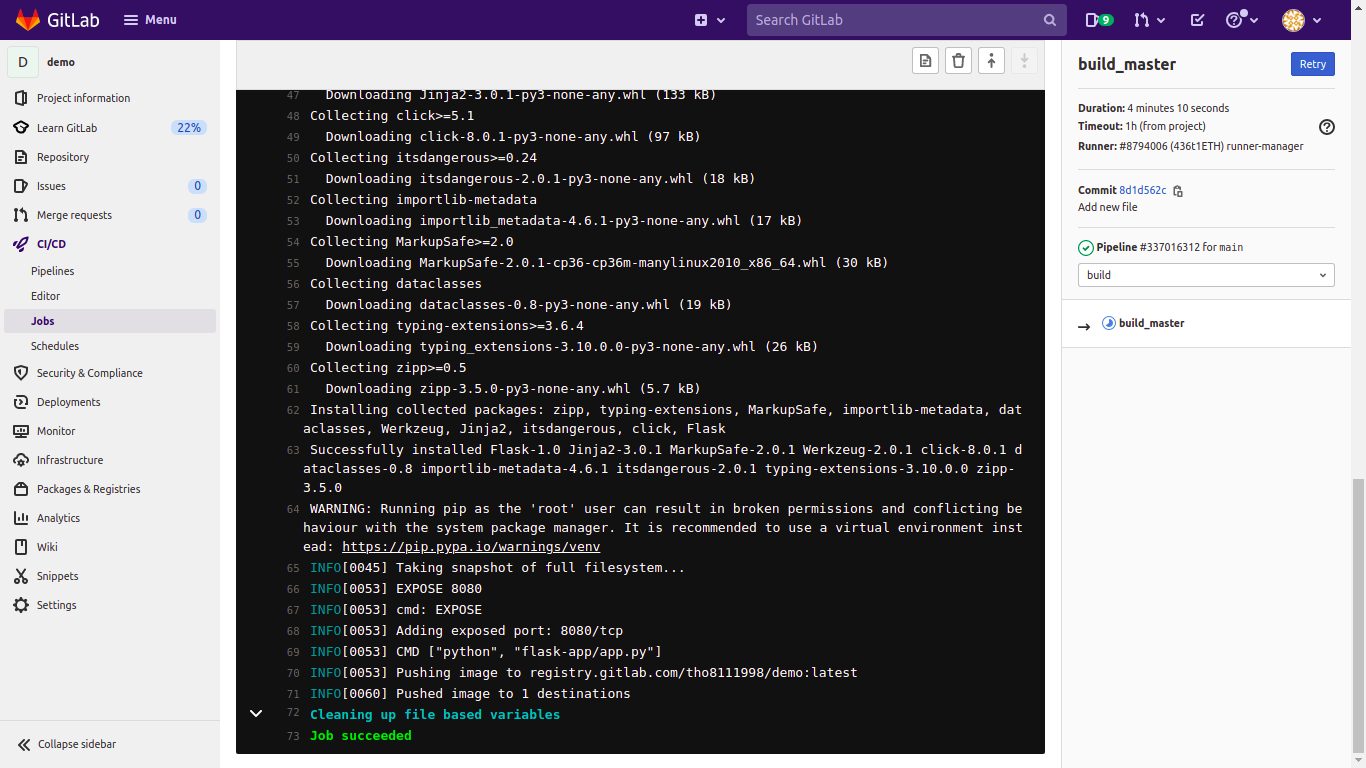 GitLab
Menu
Search GitLab
9
D
demo
Project information
Learn GitLab
22%
Repository
Issues
0
Merge requests
0
CI/CD
Pipelines
Editor
Jobs
Schedules
Security & Compliance
Deployments
Monitor
Infrastructure
Packages & Registries
Analytics
Wiki
Snippets
Settings
Collapse sidebar
47 Downloading Jinja2-3.0.1-py3-none-any.whl (133 kB)
48 Collecting click>=5.1
49 Downloading click-8.0.1-py3-none-any.whl (97 kB)
50 Collecting itsdangerous>=0.24
51 Downloading itsdangerous-2.0.1-py3-none-any.whl (18 kB)
52 Collecting importlib-metadata
53 Downloading importlib_metadata-4.6.1-py3-none-any.whl (17 kB)
54 Collecting MarkupSafe>=2.0
55 Downloading MarkupSafe-2.0.1-cp36-cp36m-manylinux2010_x86_64.whl (30 kB)
56 Collecting dataclasses
57 Downloading dataclasses-0.8-py3-none-any.whl (19 kB)
58 Collecting typing-extensions>=3.6.4
59 Downloading typing_extensions-3.10.0.0-py3-none-any.whl (26 kB)
60 Collecting zipp>=0.5
61 Downloading zipp-3.5.0-py3-none-any.whl (5.7 kB)
62 Installing collected packages: zipp, typing-extensions, MarkupSafe, importlib-metadata, dat
aclasses, Werkzeug, Jinja2, itsdangerous, click, Flask
63 Successfully installed Flask-1.0 Jinja2-3.0.1 MarkupSafe-2.0.1 Werkzeug-2.0.1 click-8.0.1 d
ataclasses-0.8 importlib-metadata-4.6.1 itsdangerous-2.0.1 typing-extensions-3.10.0.0 zipp-
3.5.0
64 WARNING: Running pip as the 'root' user can result in broken permissions and conflicting be
haviour with the system package manager. It is recommended to use a virtual environment inst
ead: https://pip.pypa.io/warnings/venv
65 INFO[0045] Taking snapshot of full filesystem...
66 INFO[0053] EXPOSE 8080
67 INFO[0053] cmd: EXPOSE
68 INFO[0053] Adding exposed port: 8080/tcp
69 INFO[0053] CMD ["python", "flask-app/app.py"]
70 INFO[0053] Pushing image to registry.gitlab.com/tho8111998/demo:latest
71 INFO[0060] Pushed image to 1 destinations
72 Cleaning up file based variables
73 Job succeeded
build_master
Retry
Duration: 4 minutes 10 seconds
Timeout: 1h (from project)
Runner: #8794006 (436t1ETH) runner-manager
Commit 8d1d562c
Add new file
Pipeline #337016312 for main
build
build_master